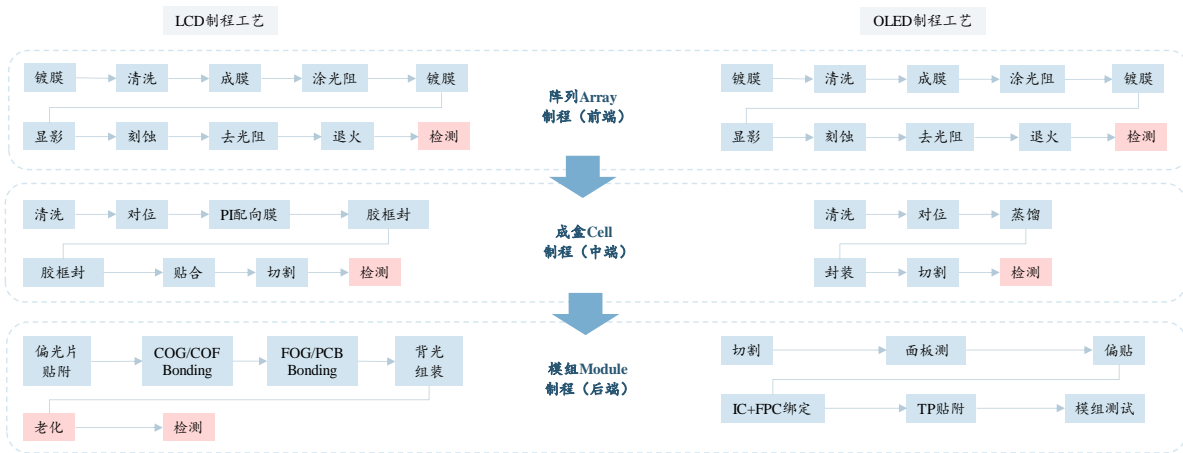 LCD制程工艺
OLED制程工艺
镀膜 清洗 成膜 涂光阻 镀膜
显影 刻蚀 去光阻 退火 检测
阵列Array
制程（前端）
镀膜 清洗 成膜 涂光阻 镀膜
显影 刻蚀 去光阻 退火 检测
清洗 对位 PI配向膜 胶框封
胶框封 贴合 切割 检测
成盒Cell
制程（中端）
清洗 对位 蒸馏
封装 切割 检测
偏光片
贴附
COG/COF
Bonding
FOG/PCB
Bonding
背光
组装
老化 检测
模组Module
制程（后端）
切割 面板测 偏贴
IC+FPC绑定 TP贴附 模组测试